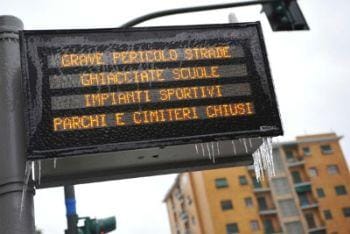 GRAVE PERICOLO STRADE
GHIACCIATE SCUOLE
IMPIANTI SPORTIVI
PARCHI E CIMITERI CHIUSI